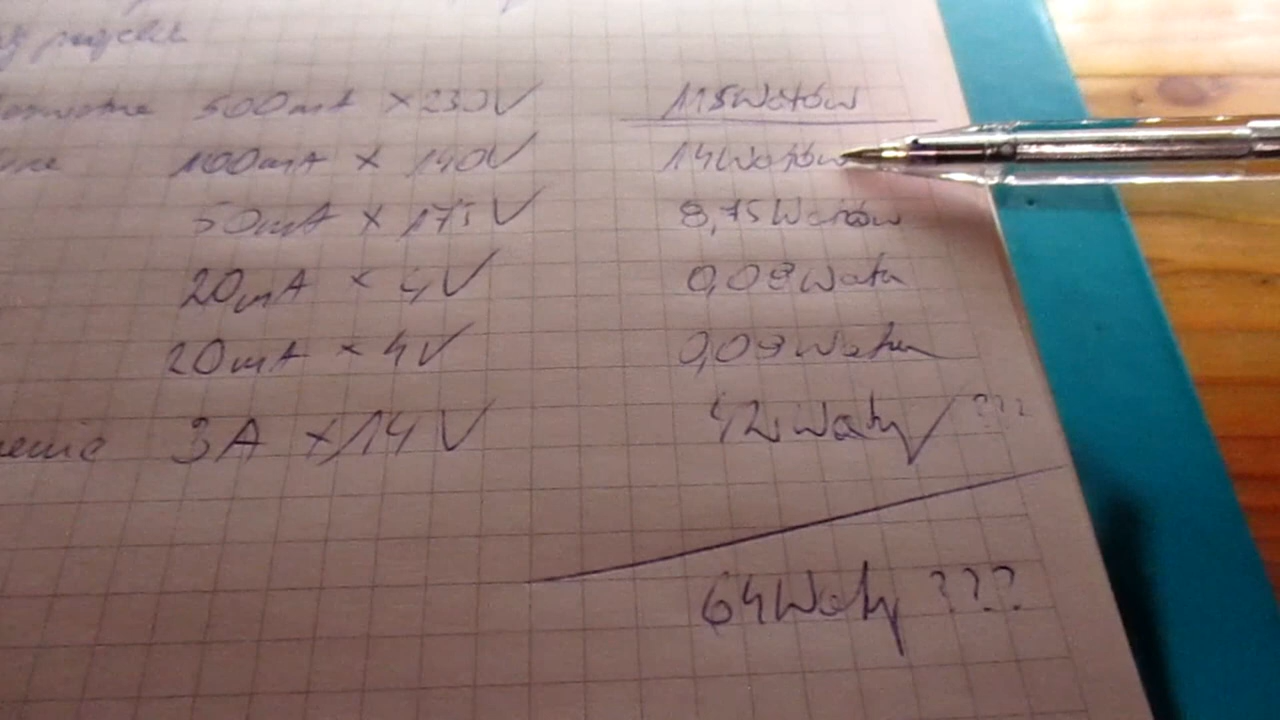 500mA × 230V 115Watów
100mA × 140V 14Watów
50mA × 175V 8,75Watów
20mA × 4V 0,08Wata
20mA × 4V 0,08Wata
3A × 14V 42Waty ???
64Waty ???